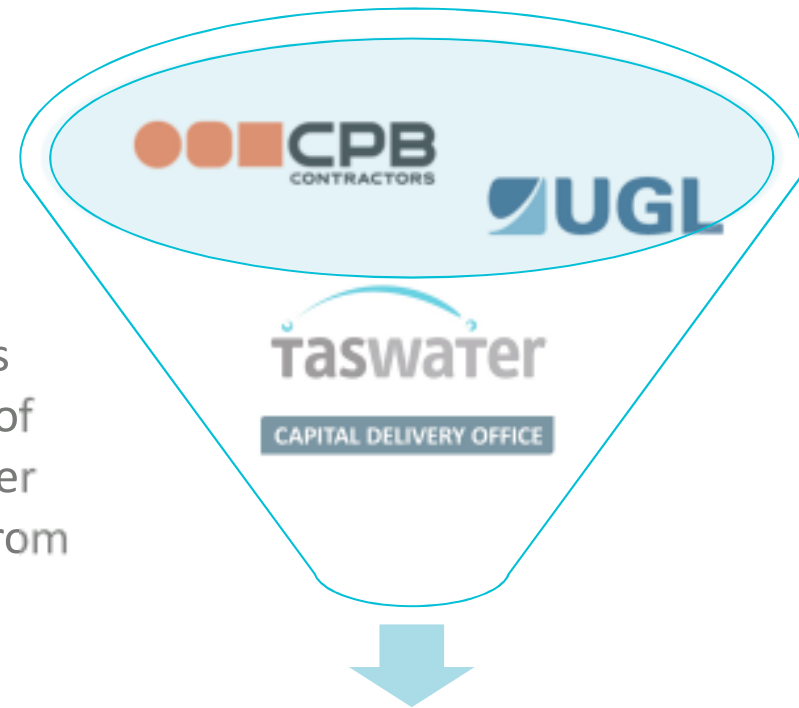 CPB
CONTRACTORS
UGL
Taswater
CAPITAL DELIVERY OFFICE
s
of
er
rom